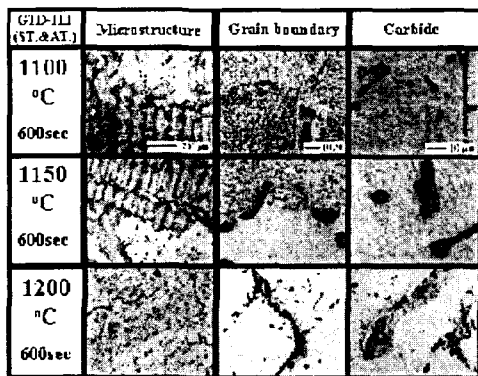 GTD-111 Microstructure Grain boundary Carbide
(ST.&AT.)
1100
°C
600sec
1150
°C
600sec
1200
°C
600sec